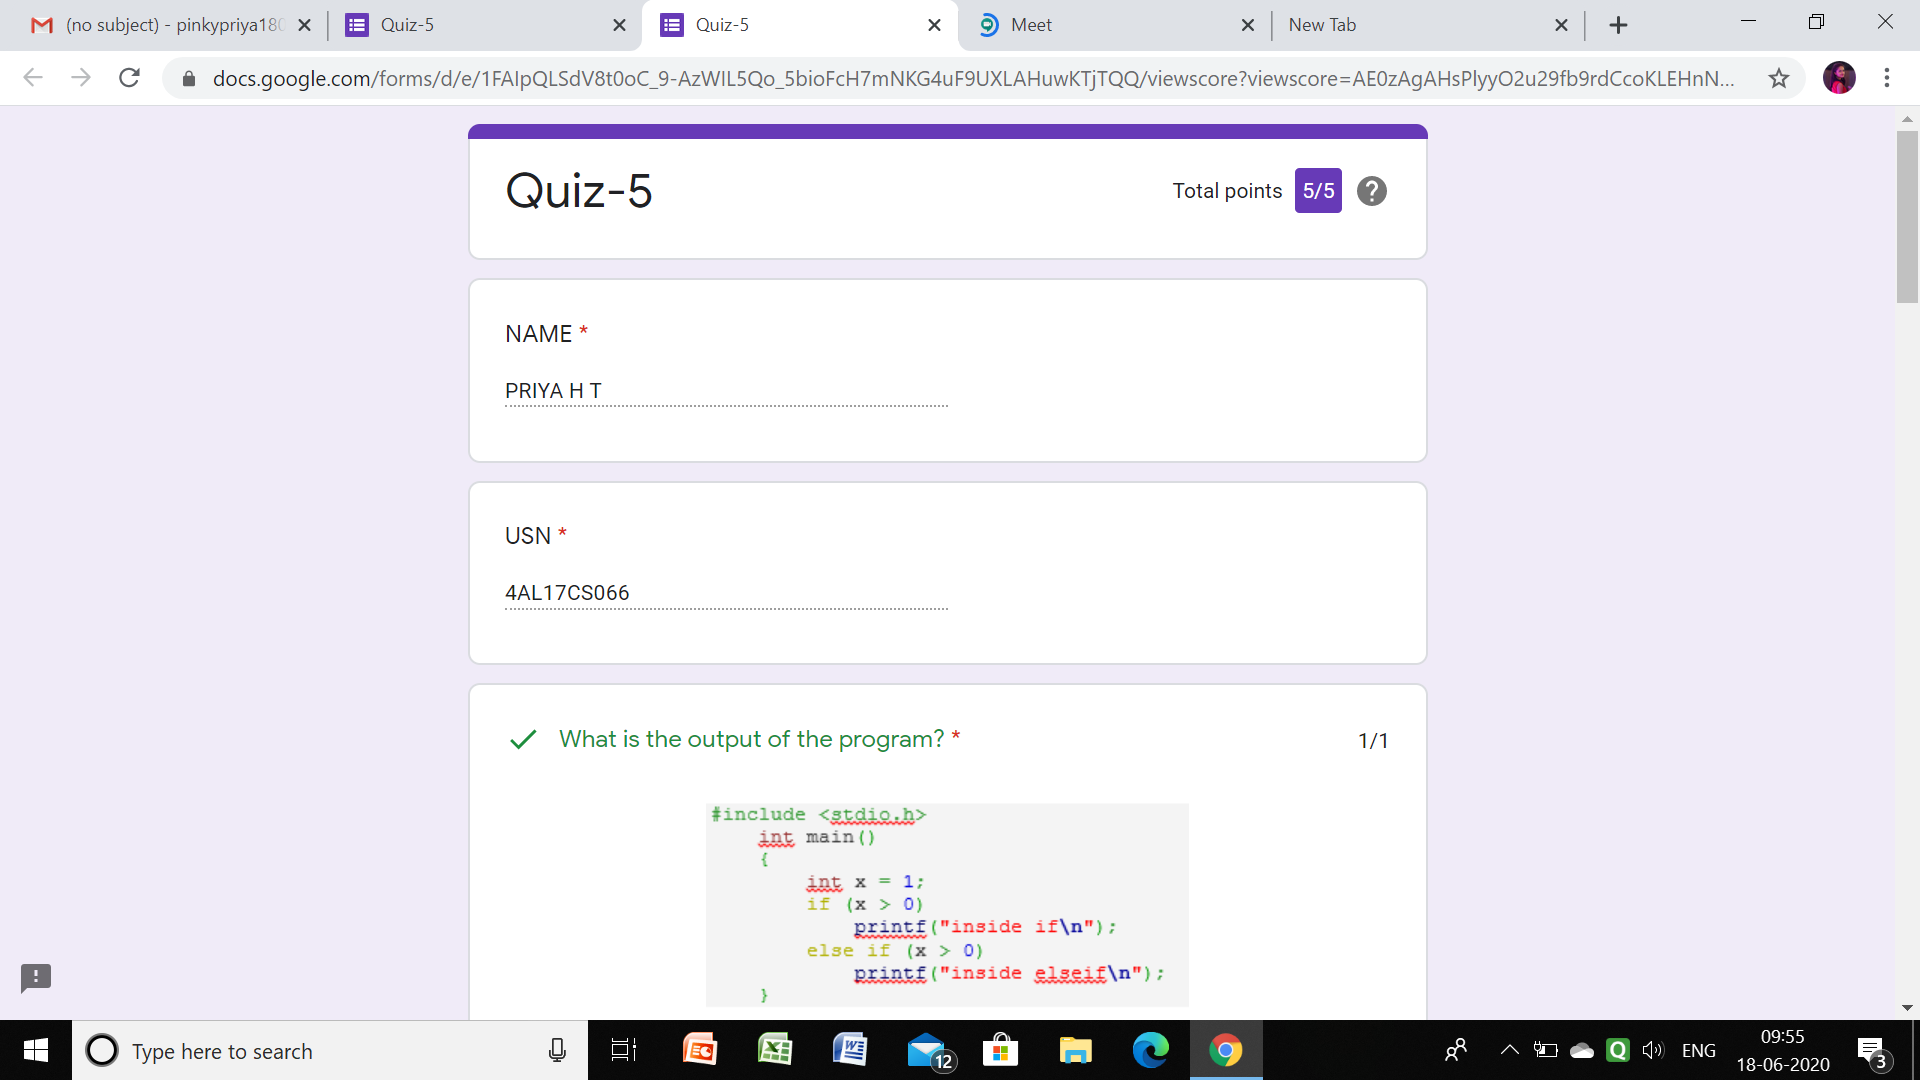 (no subject) - pinkypriya180
Quiz-5
Quiz-5
Meet
New Tab
docs.google.com/forms/d/e/1FAIpQLSdV8t0oC_9-AzWIL5Qo_5bioFcH7mNKG4uF9UXLAHuwKTjTQQ/viewscore?viewscore=AE0zAgAHsPlyyO2u29fb9rdCcoKLEHnN...
Quiz-5
Total points 5/5
NAME *
PRIYA H T
USN *
4AL17CS066
What is the output of the program? *
1/1
#include <stdio.h>
int main()
{
int x = 1;
if (x > 0)
printf("inside if\n");
else if (x > 0)
printf("inside elseif\n");
}
Type here to search
12
ENG
09:55
18-06-2020
3